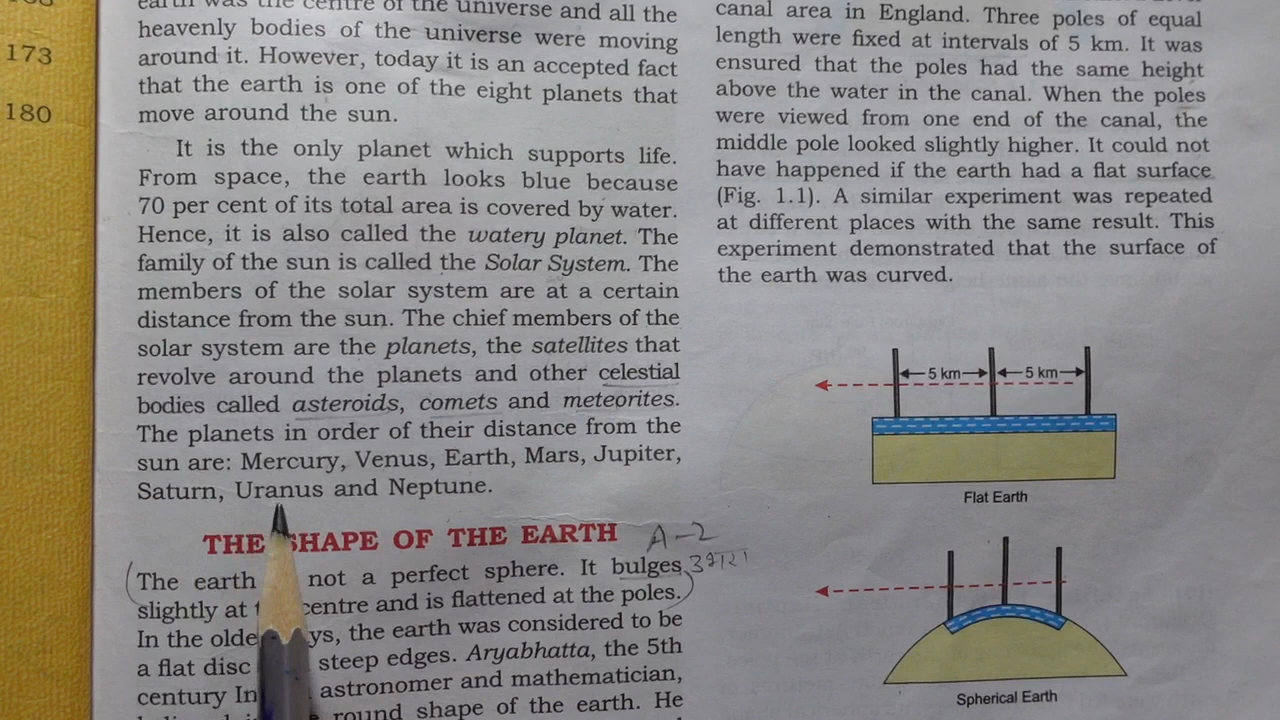 173
180
earth was the centre of the universe and all the
heavenly bodies of the universe were moving
around it. However, today it is an accepted fact
that the earth is one of the eight planets that
move around the sun.
It is the only planet which supports life.
From space, the earth looks blue because
70 per cent of its total area is covered by water.
Hence, it is also called the watery planet. The
family of the sun is called the Solar System. The
members of the solar system are at a certain
distance from the sun. The chief members of the
solar system are the planets, the satellites that
revolve around the planets and other celestial
bodies called asteroids, comets and meteorites.
The planets in order of their distance from the
sun are: Mercury, Venus, Earth, Mars, Jupiter,
Saturn, Uranus and Neptune.
THE SHAPE OF THE EARTH A-2
The earth not a perfect sphere. It bulges
slightly at centre and is flattened at the poles.
In the olde ys, the earth was considered to be
a flat disc steep edges. Aryabhatta, the 5th
century In astronomer and mathematician,
round shape of the earth. He
canal area in England. Three poles of equal
length were fixed at intervals of 5 km. It was
ensured that the poles had the same height
above the water in the canal. When the poles
were viewed from one end of the canal, the
middle pole looked slightly higher. It could not
have happened if the earth had a flat surface
(Fig. 1.1). A similar experiment was repeated
at different places with the same result. This
experiment demonstrated that the surface of
the earth was curved.
5 km 5 km
Flat Earth
Spherical Earth